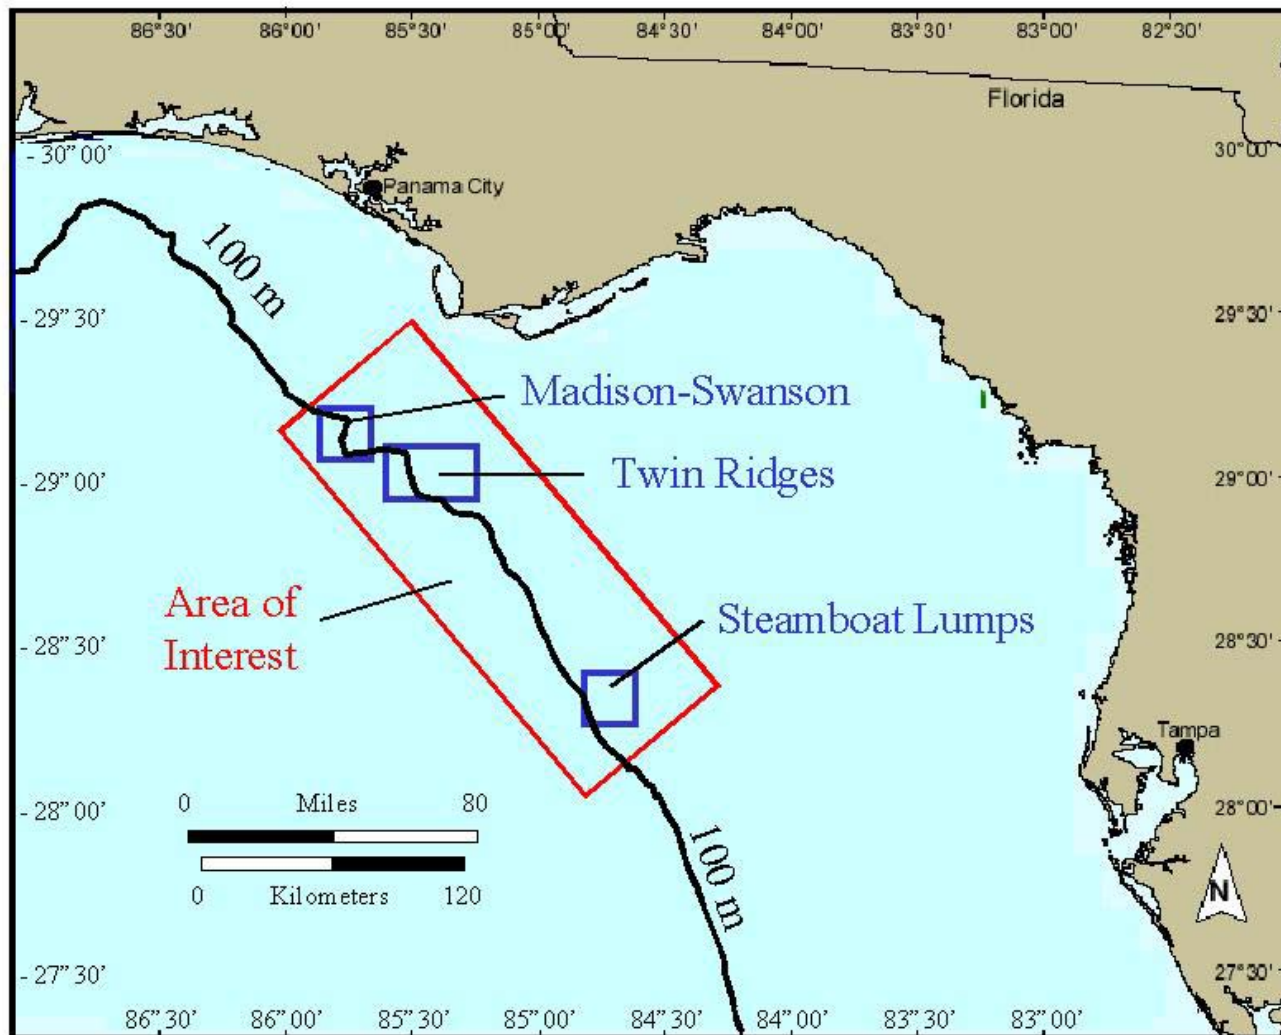 86°30' 86°00' 85°30' 85°00' 84°30' 84°00' 83°30' 83°00' 82°30'
Florida
- 30"00' 30°00'
Panama City
100 m
- 29"30' 29°30'
Madison-Swanson
- 29"00' Twin Ridges 29°00'
Area of
Interest
Steamboat Lumps
- 28"30' 28°30'
Tampa
0 Miles 80
- 28"00' 28°00'
0 Kilometers 120
100 m
N
- 27"30' 27°30'
86"30' 86"00' 85"30' 85"00' 84"30' 84"00' 83"30' 83"00'